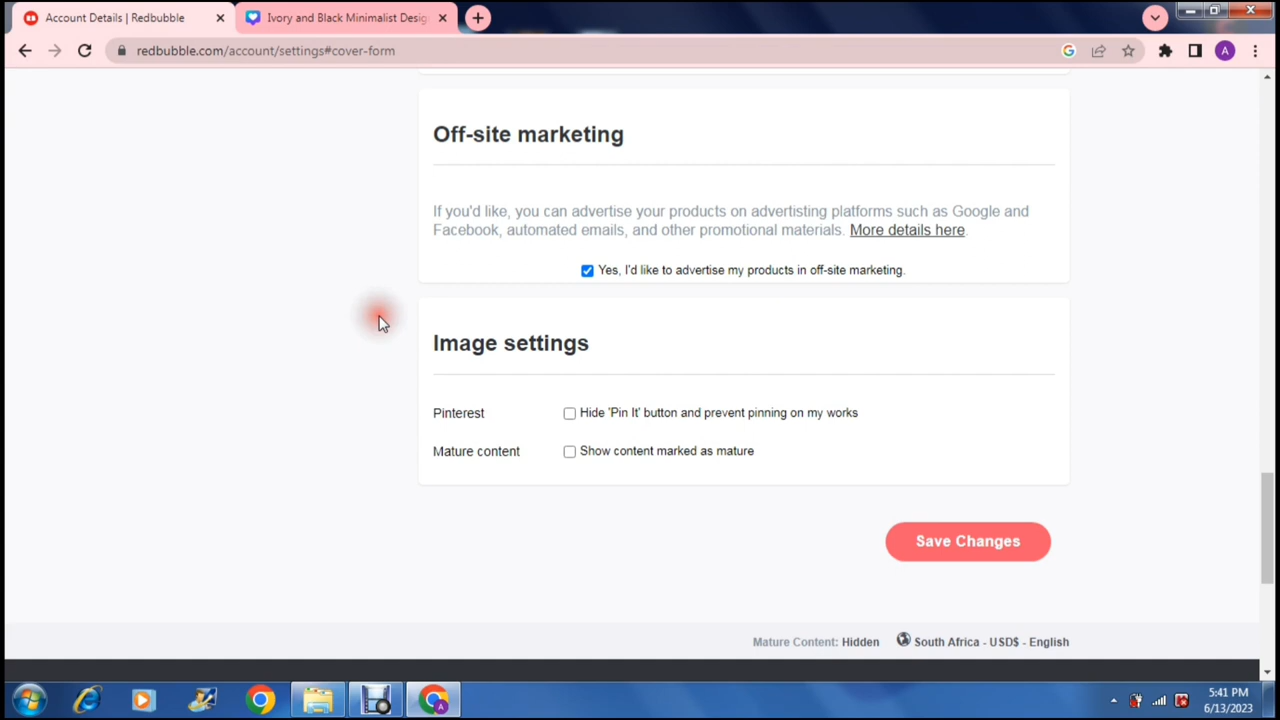 Account Details | Redbubble
Ivory and Black Minimalist Desig
redbubble.com/account/settings#cover-form
A
Off-site marketing
If you'd like, you can advertise your products on advertisting platforms such as Google and
Facebook, automated emails, and other promotional materials. More details here.
Yes, I'd like to advertise my products in off-site marketing.
Image settings
Pinterest Hide 'Pin It' button and prevent pinning on my works
Mature content Show content marked as mature
Save Changes
Mature Content: Hidden South Africa - USD$ - English
A
5:41 PM
6/13/2023